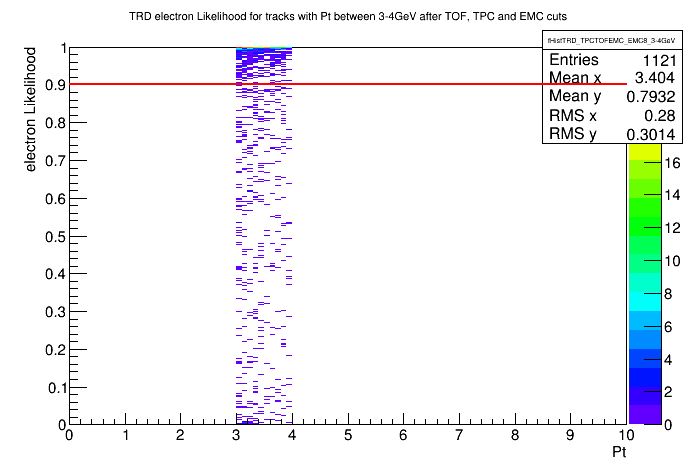 TRD electron Likelihood for tracks with Pt between 3-4GeV after TOF, TPC and EMC cuts
fHistTRD_TPCTOFEMC_EMC8_3-4GeV
Entries 1121
Mean x 3.404
Mean y 0.7932
RMS x 0.28
RMS y 0.3014
electron Likelihood
1
0.9
0.8
0.7
0.6
0.5
0.4
0.3
0.2
0.1
0
16
14
12
10
8
6
4
2
0
0 1 2 3 4 5 6 7 8 9 10
Pt